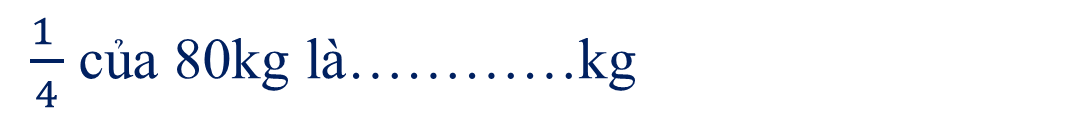 1/4 của 80kg là............kg